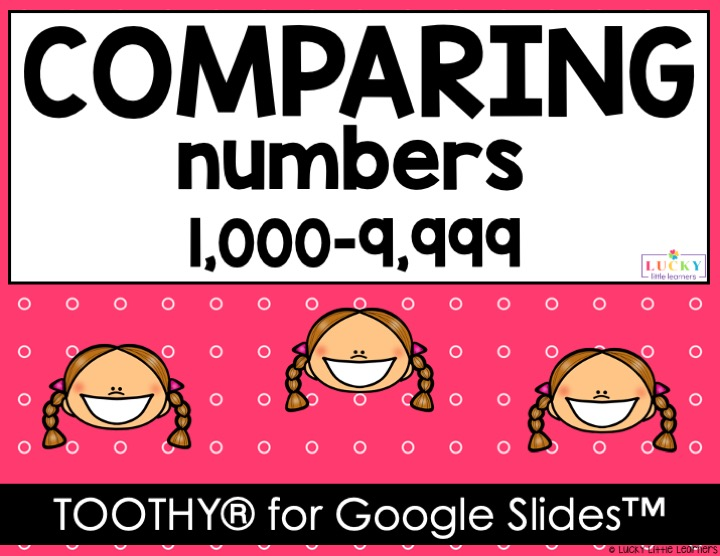 COMPARING
numbers
1,000-9,999
LUCKY
little learners
TOOTHY® for Google Slides™
© Lucky Little Learners